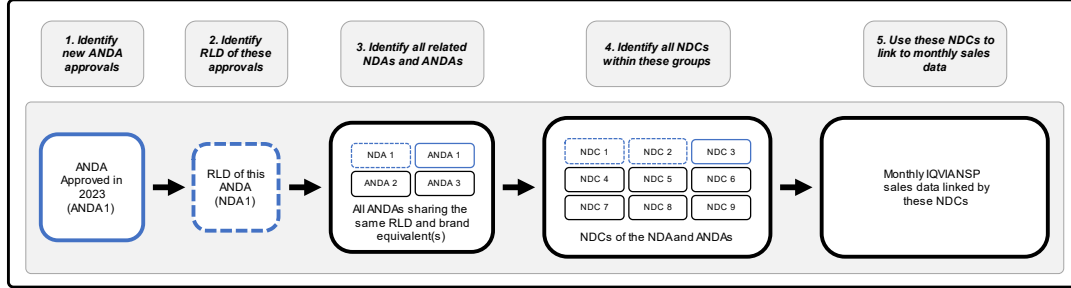 1. Identify
new ANDA
approvals
2. Identify
RLD of these
approvals
3. Identify all related
NDAs and ANDAs
4. Identify all NDCs
within these groups
5. Use these NDCs to
link to monthly sales
data
ANDA
Approved in
2023
(ANDA1)
RLD of this
ANDA
(NDA1)
NDA 1
ANDA 1
ANDA 2
ANDA 3
All ANDAs sharing the
same RLD and brand
equivalent(s)
NDC 1
NDC 2
NDC 3
NDC 4
NDC 5
NDC 6
NDC 7
NDC 8
NDC 9
NDCs of the NDA and ANDAs
Monthly IQVIA NSP
sales data linked by
these NDCs